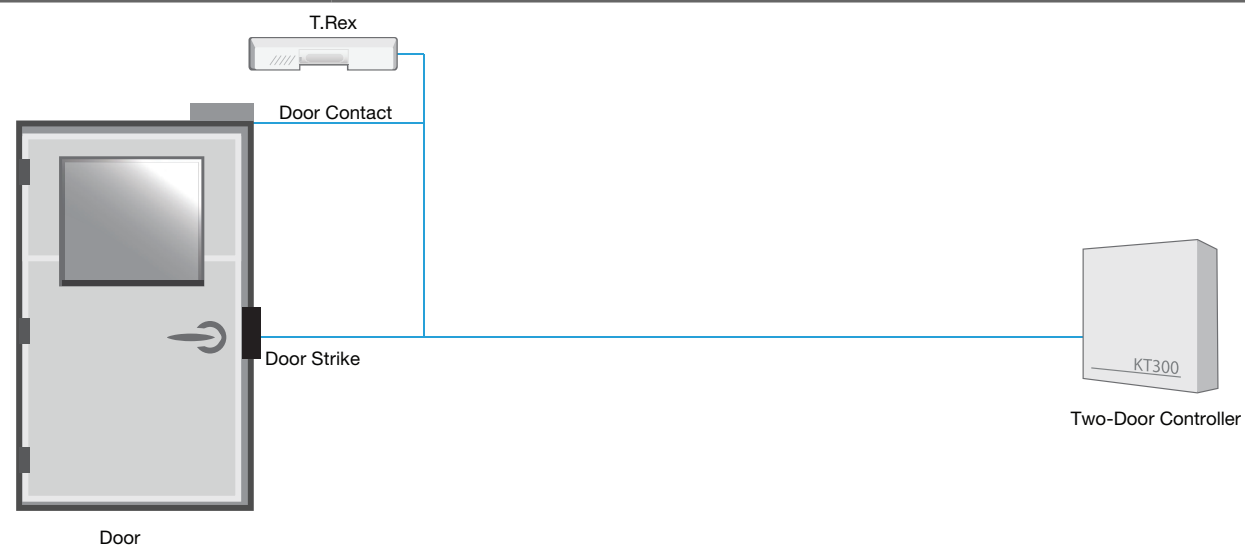 T.Rex
Door Contact
Door Strike
KT300
Two-Door Controller
Door